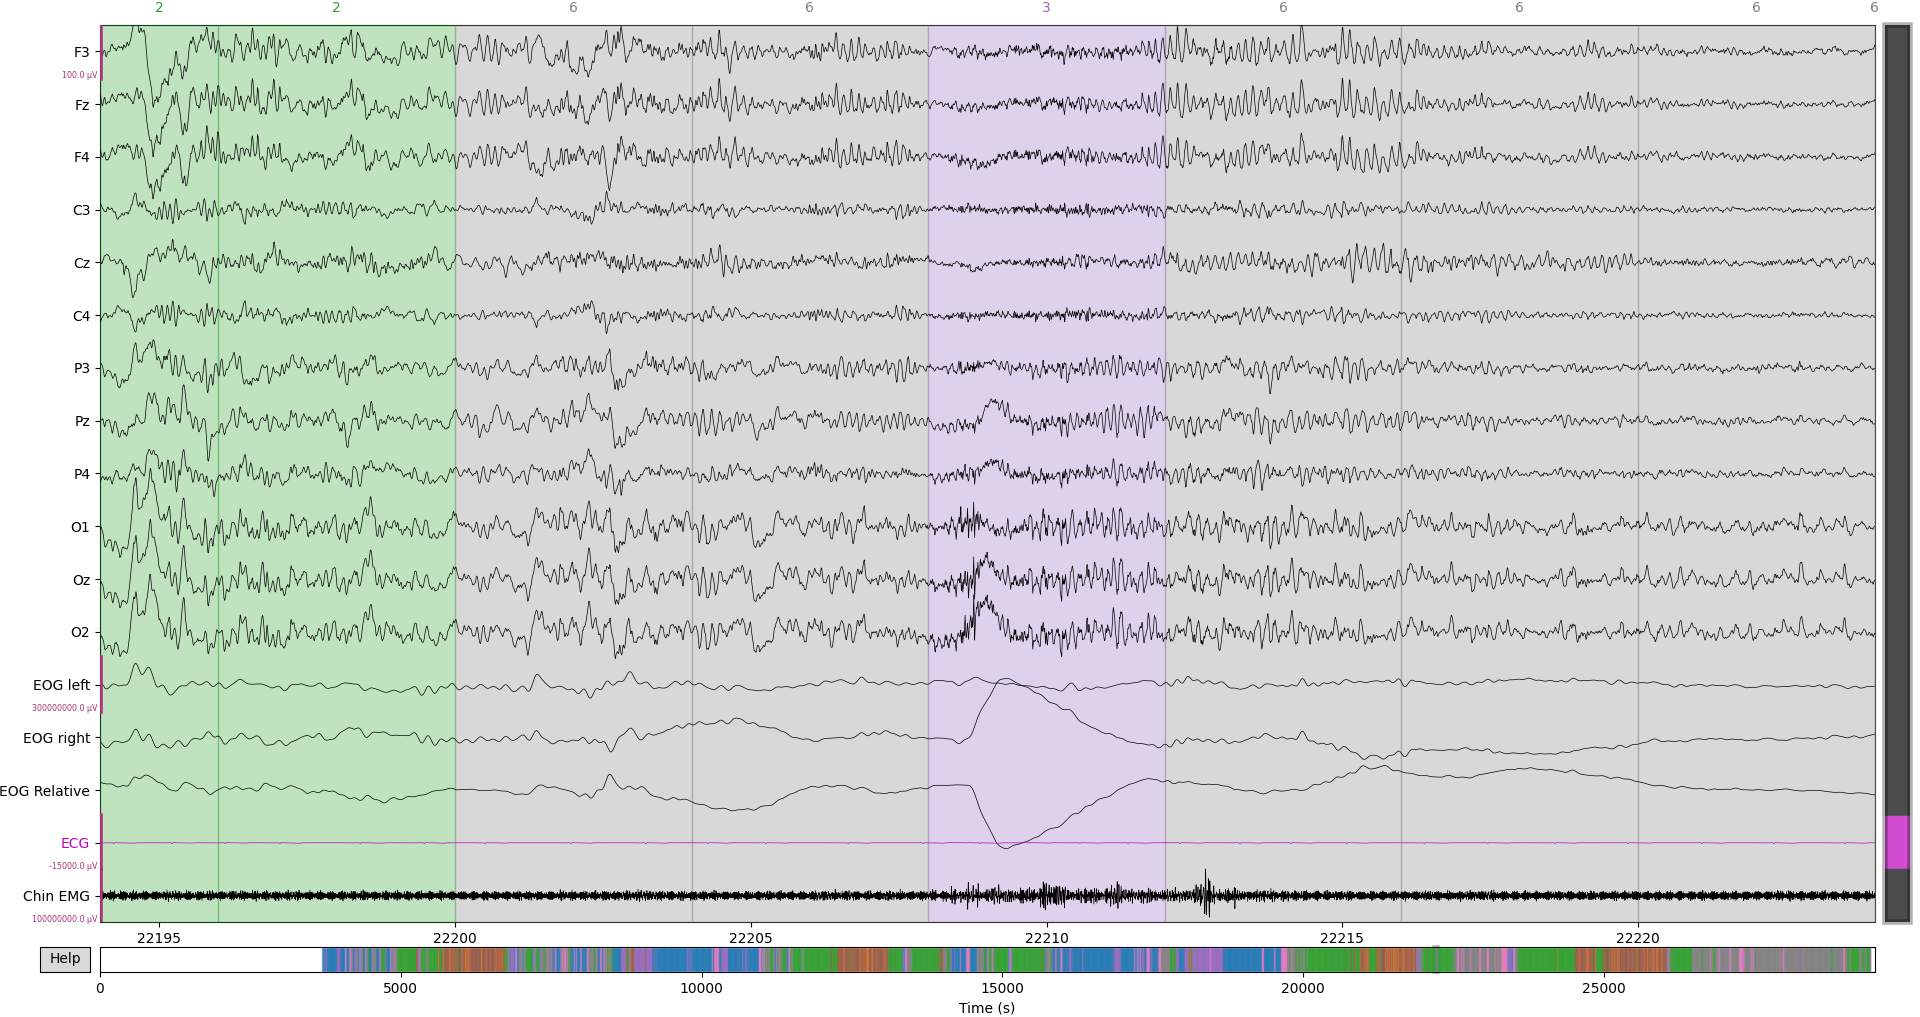 2 2 6 6 3 6 6 6 6
F3
100.0 µV
Fz
F4
C3
Cz
C4
P3
Pz
P4
O1
Oz
O2
EOG left
300000000.0 µV
EOG right
EOG Relative
ECG
-15000.0 µV
Chin EMG
100000000.0 µV
22195 22200 22205 22210 22215 22220
Help
0 5000 10000 15000 20000 25000
Time (s)